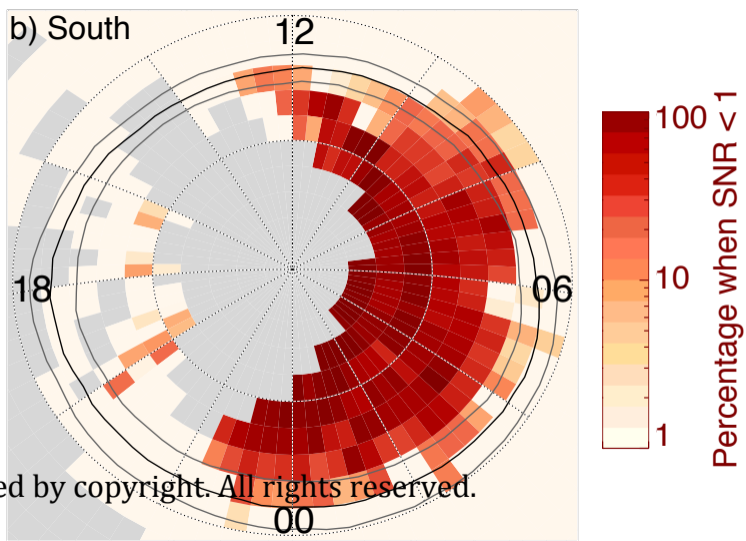 b) South
12
100
Percentage when SNR < 1
10
18
06
1
ed by copyright. All rights reserved.
00